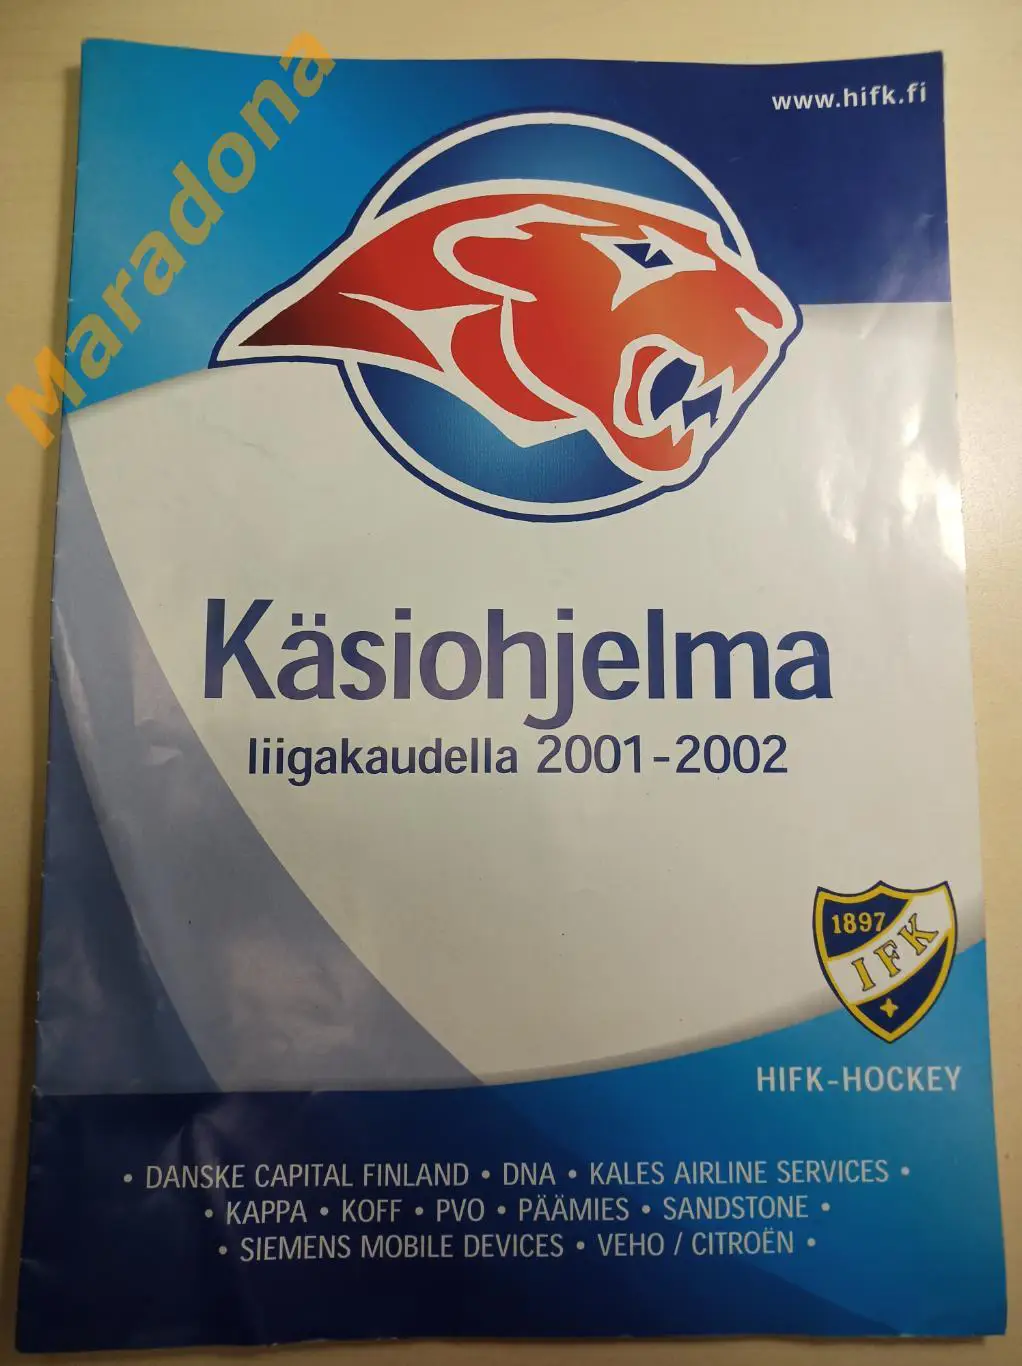 Maradona
www.hifk.fi
Käsiohjelma
liigakaudella 2001-2002
1897
IFK
HIFK-HOCKEY
• DANSKE CAPITAL FINLAND • DNA • KALES AIRLINE SERVICES •
• KAPPA • KOFF • PVO • PÄÄMIES • SANDSTONE •
• SIEMENS MOBILE DEVICES • VEHO / CITROËN •